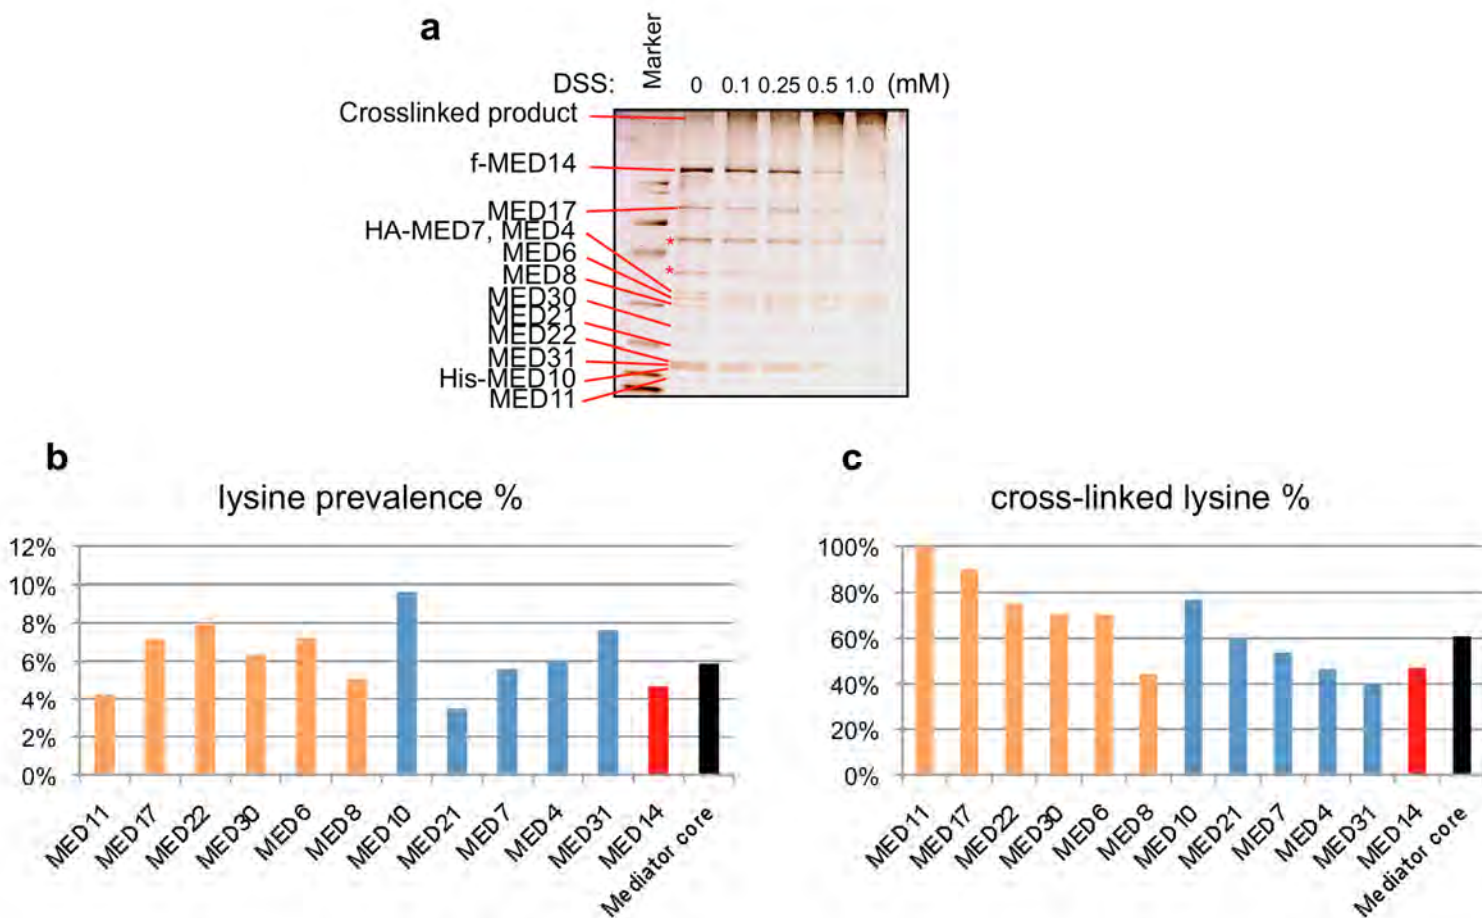 a
Marker
DSS: 0 0.1 0.25 0.5 1.0 (mM)
Crosslinked product
f-MED14
MED17
HA-MED7, MED4
*
MED6
MED8
*
MED30
MED21
MED22
MED31
His-MED10
MED11
b
lysine prevalence %
12%
10%
8%
6%
4%
2%
0%
MED11
MED17
MED22
MED30
MED6
MED8
MED10
MED21
MED7
MED4
MED31
MED14
Mediator core
c
cross-linked lysine %
100%
80%
60%
40%
20%
0%
MED11
MED17
MED22
MED30
MED6
MED8
MED10
MED21
MED7
MED4
MED31
MED14
Mediator core